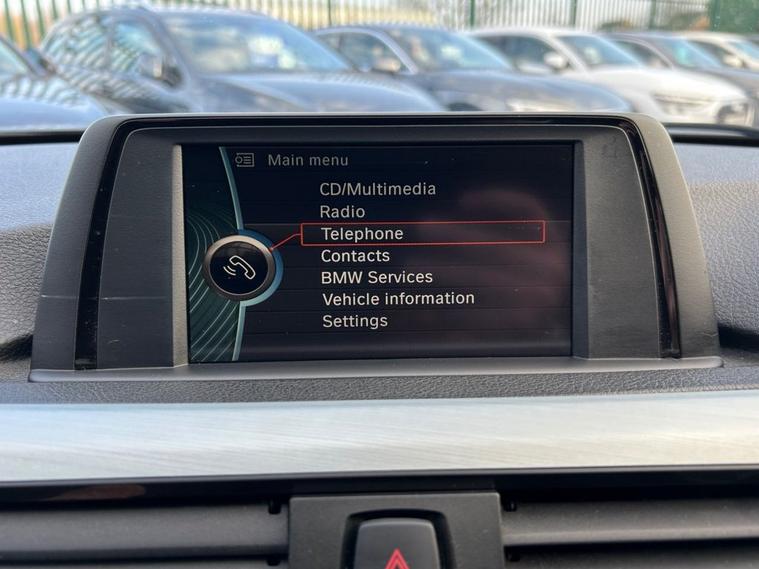 Main menu
CD/Multimedia
Radio
Telephone
Contacts
BMW Services
Vehicle information
Settings